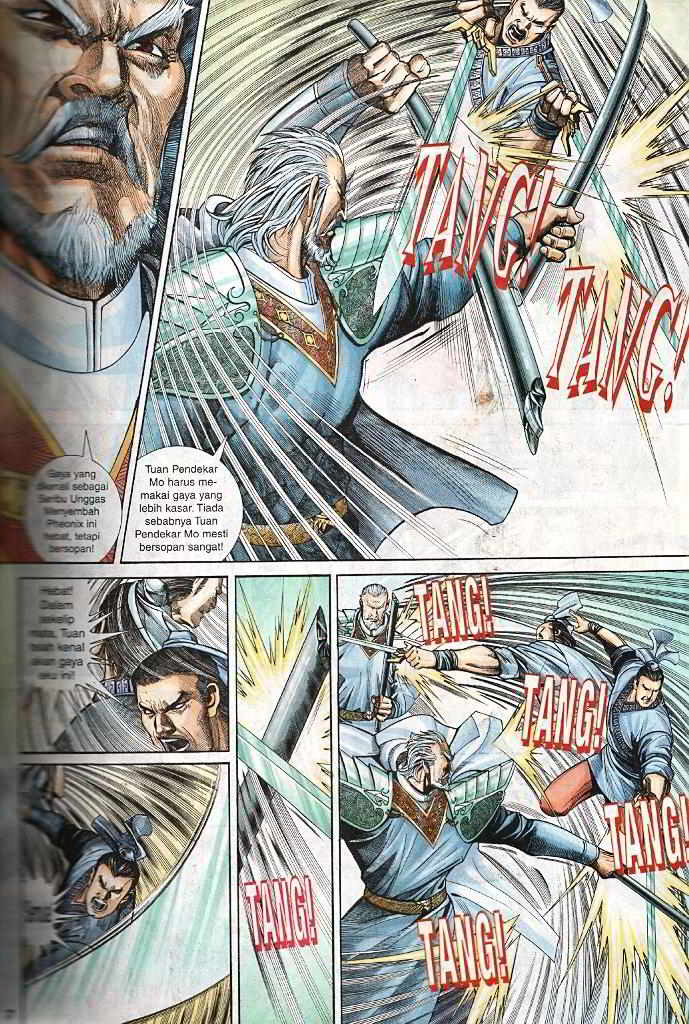 Gaya yang
dikenal sebagai
Seribu Unggas
Menyembah
Pheonix ini
hebat, tetapi
bersopan!
Tuan Pendekar
Mo harus me-
makai gaya yang
lebih kasar. Tiada
sebabnya Tuan
Pendekar Mo mesti
bersopan sangat!
TANG!
TANG!
Hebat!
Dalam
sekelip
mata, Tuan
telah kenal
akan gaya
aku ini!
TANG!
TANG!
TANG!
TANG!
TANG!